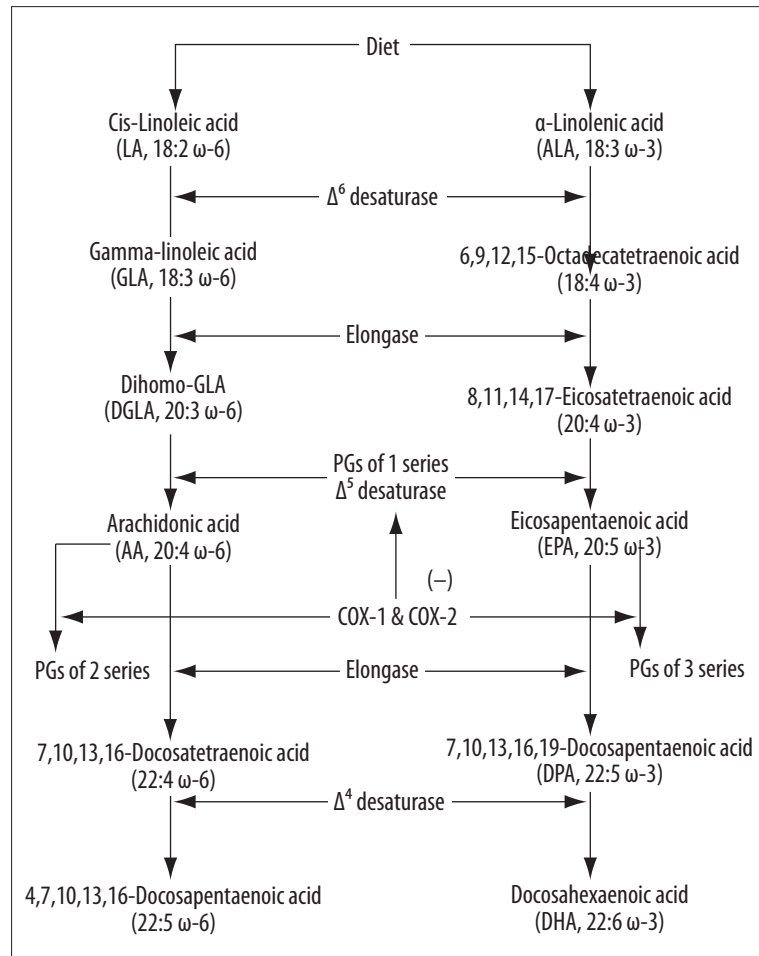 Diet
Cis-Linoleic acid
(LA, 18:2 ω-6)
α-Linolenic acid
(ALA, 18:3 ω-3)
Δ⁶ desaturase
Gamma-linoleic acid
(GLA, 18:3 ω-6)
6,9,12,15-Octadecatetraenoic acid
(18:4 ω-3)
Elongase
Dihomo-GLA
(DGLA, 20:3 ω-6)
8,11,14,17-Eicosatetraenoic acid
(20:4 ω-3)
PGs of 1 series
Δ⁵ desaturase
Arachidonic acid
(AA, 20:4 ω-6)
Eicosapentaenoic acid
(EPA, 20:5 ω-3)
(–)
COX-1 & COX-2
PGs of 2 series
Elongase
PGs of 3 series
7,10,13,16-Docosatetraenoic acid
(22:4 ω-6)
7,10,13,16,19-Docosapentaenoic acid
(DPA, 22:5 ω-3)
Δ⁴ desaturase
4,7,10,13,16-Docosapentaenoic acid
(22:5 ω-6)
Docosahexaenoic acid
(DHA, 22:6 ω-3)